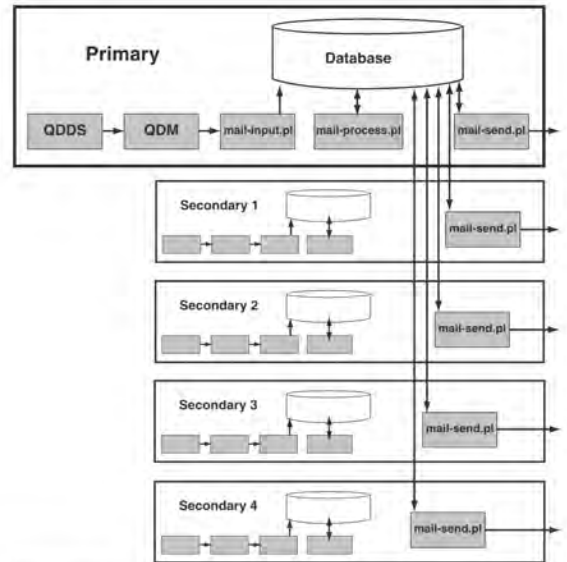 Primary
Database
QDDS
QDM
mail-input.pl
mail-process.pl
mail-send.pl
Secondary 1
mail-send.pl
Secondary 2
mail-send.pl
Secondary 3
mail-send.pl
Secondary 4
mail-send.pl